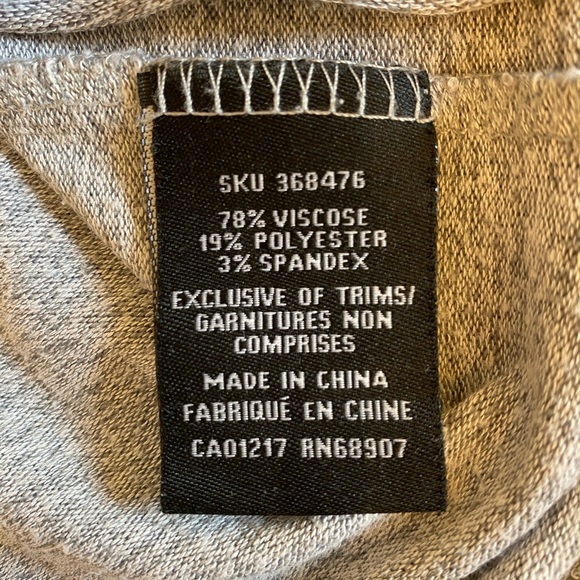 SKU 368476
78% VISCOSE
19% POLYESTER
3% SPANDEX
EXCLUSIVE OF TRIMS/
GARNITURES NON
COMPRISES
MADE IN CHINA
FABRIQUÉ EN CHINE
CA01217 RN68907